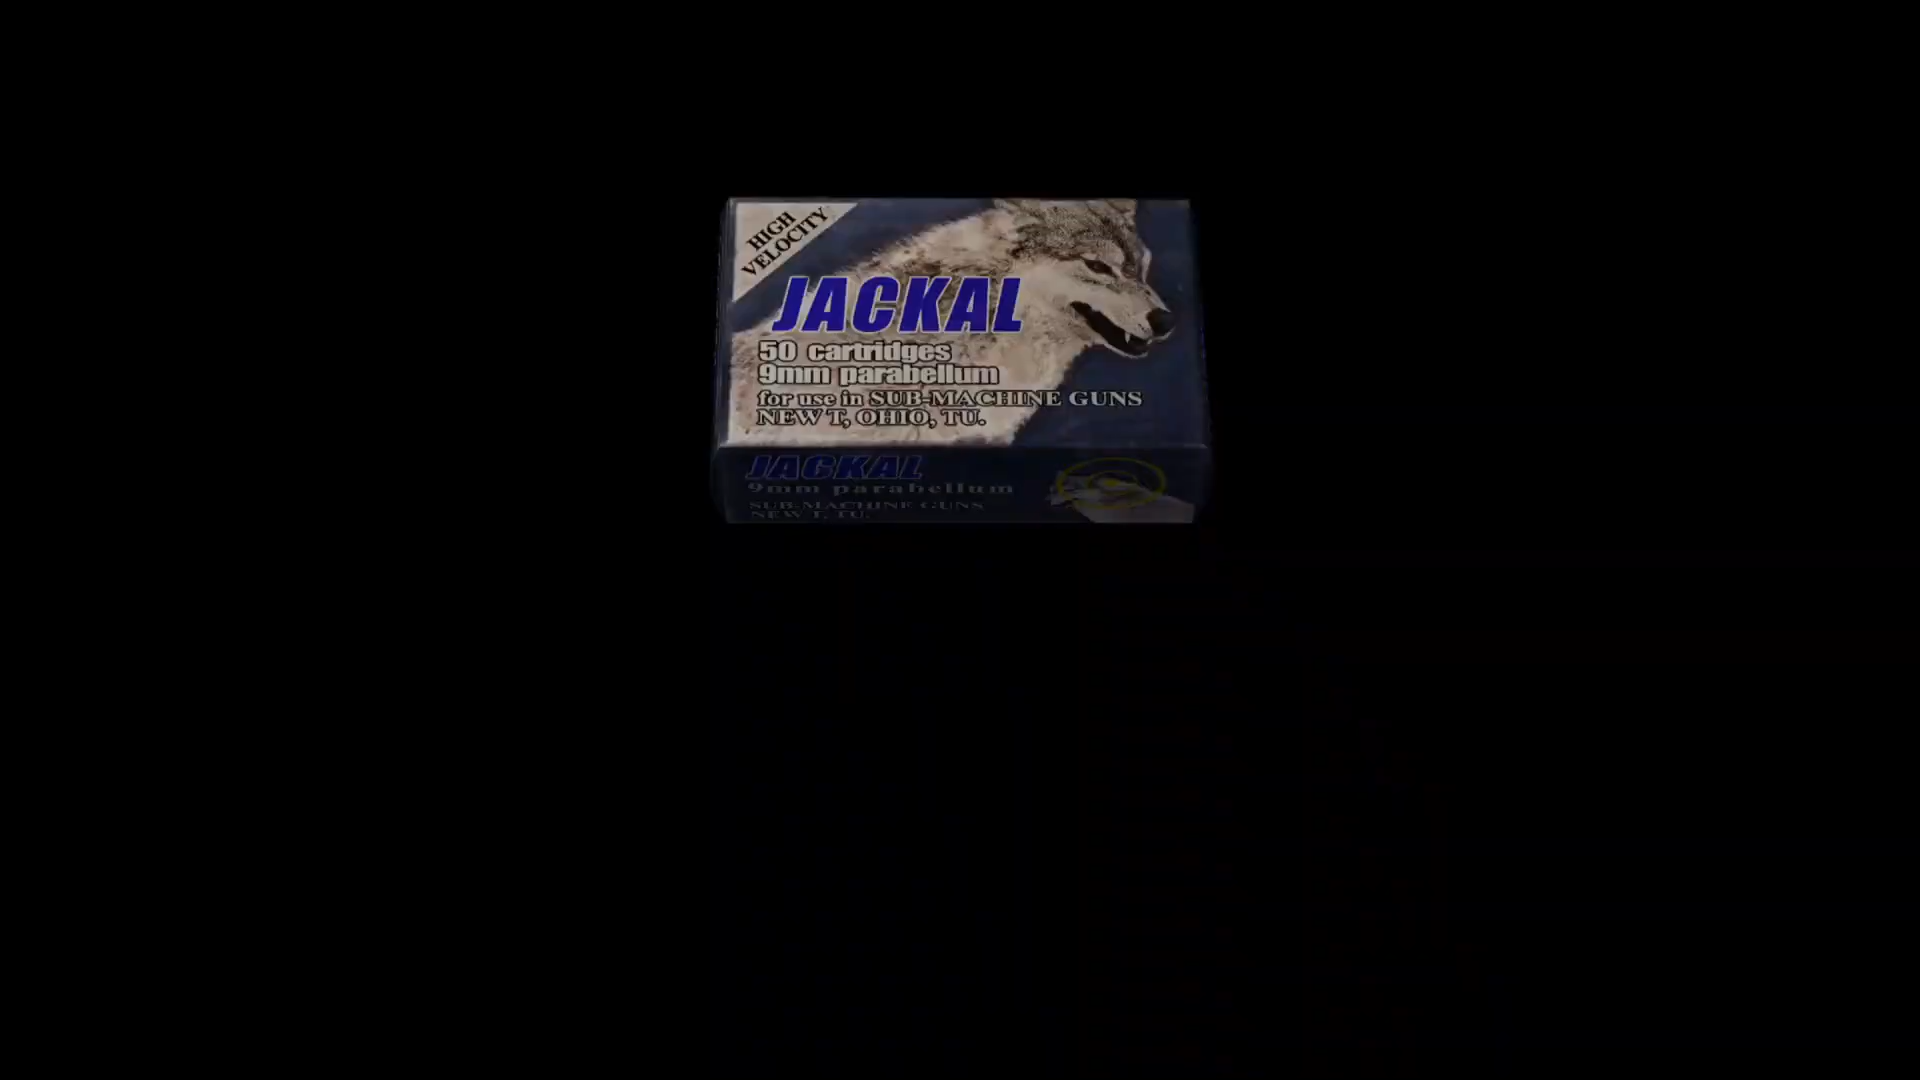 HIGH
VELOCITY
JACKAL
50 cartridges
9mm parabellum
for use in SUB-MACHINE GUNS
NEW T, OHIO, TU.
JACKAL
9mm parabellum
SUB-MACHINE GUNS
NEW T, TU.